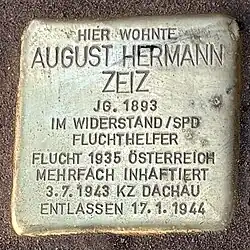 HIER WOHNTE
AUGUST HERMANN
ZEIZ
JG. 1893
IM WIDERSTAND/SPD
FLUCHTHELFER
FLUCHT 1935 ÖSTERREICH
MEHRFACH INHAFTIERT
3.7.1943 KZ DACHAU
ENTLASSEN 17.1.1944